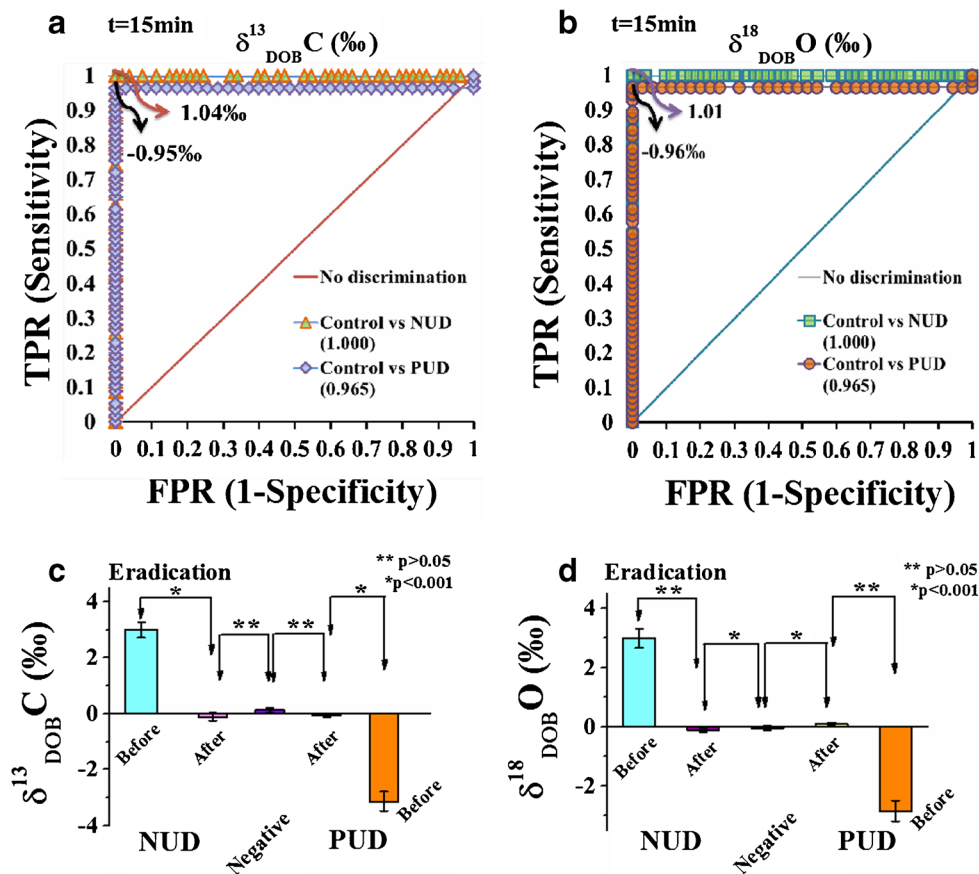 a
t=15min
δ¹³DOB C (‰)
1
0.9
0.8
0.7
0.6
0.5
0.4
0.3
0.2
0.1
0
TPR (Sensitivity)
1.04‰
-0.95‰
No discrimination
Control vs NUD
(1.000)
Control vs PUD
(0.965)
0 0.1 0.2 0.3 0.4 0.5 0.6 0.7 0.8 0.9 1
FPR (1-Specificity)
b
t=15min
δ¹⁸DOB O (‰)
1
0.9
0.8
0.7
0.6
0.5
0.4
0.3
0.2
0.1
0
TPR (Sensitivity)
1.01
-0.96‰
No discrimination
Control vs NUD
(1.000)
Control vs PUD
(0.965)
0 0.1 0.2 0.3 0.4 0.5 0.6 0.7 0.8 0.9 1
FPR (1-Specificity)
c
Eradication
** p>0.05
*p<0.001
* ** ** *
4
2
0
-2
-4
δ¹³DOB C (‰)
Before
After
Negative
After
Before
NUD
PUD
d
Eradication
** p>0.05
*p<0.001
** * * **
4
2
0
-2
δ¹⁸DOB O (‰)
Before
After
Negative
After
Before
NUD
PUD